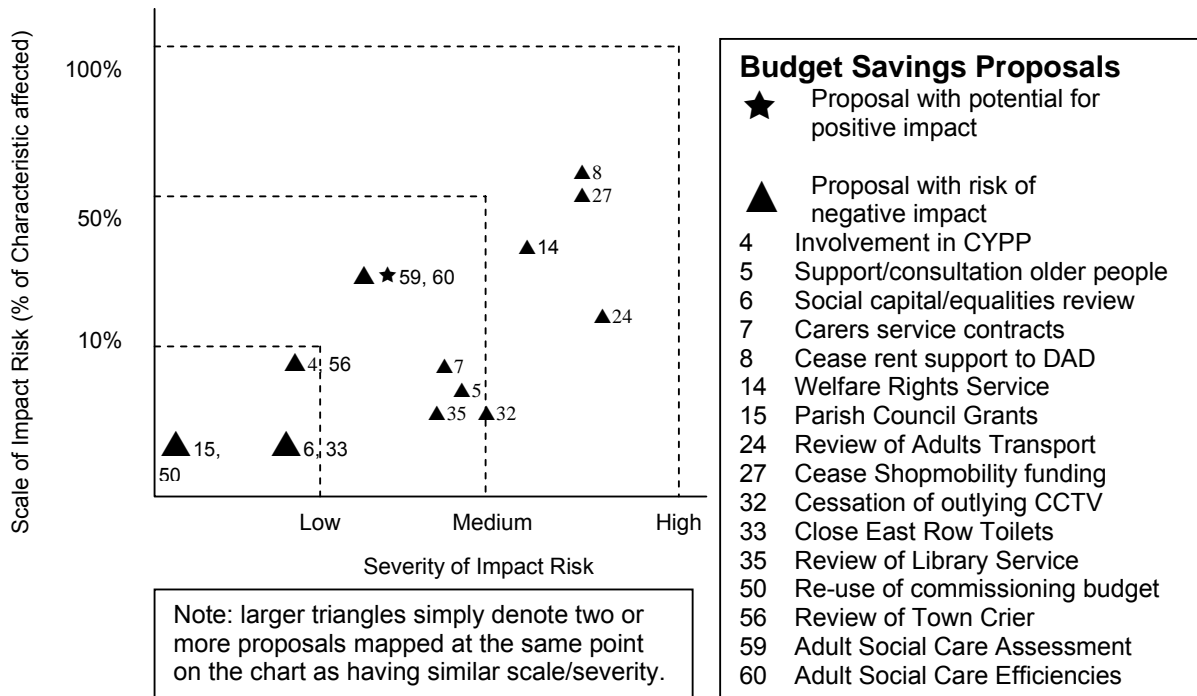 Scale of Impact Risk (% of Characteristic affected)
100%
50%
10%
8
27
14
59, 60
24
4, 56
7
5
35
32
15,
50
6, 33
Low
Medium
High
Severity of Impact Risk
Note: larger triangles simply denote two or
more proposals mapped at the same point
on the chart as having similar scale/severity.
Budget Savings Proposals
Proposal with potential for
positive impact
Proposal with risk of
negative impact
4 Involvement in CYPP
5 Support/consultation older people
6 Social capital/equalities review
7 Carers service contracts
8 Cease rent support to DAD
14 Welfare Rights Service
15 Parish Council Grants
24 Review of Adults Transport
27 Cease Shopmobility funding
32 Cessation of outlying CCTV
33 Close East Row Toilets
35 Review of Library Service
50 Re-use of commissioning budget
56 Review of Town Crier
59 Adult Social Care Assessment
60 Adult Social Care Efficiencies